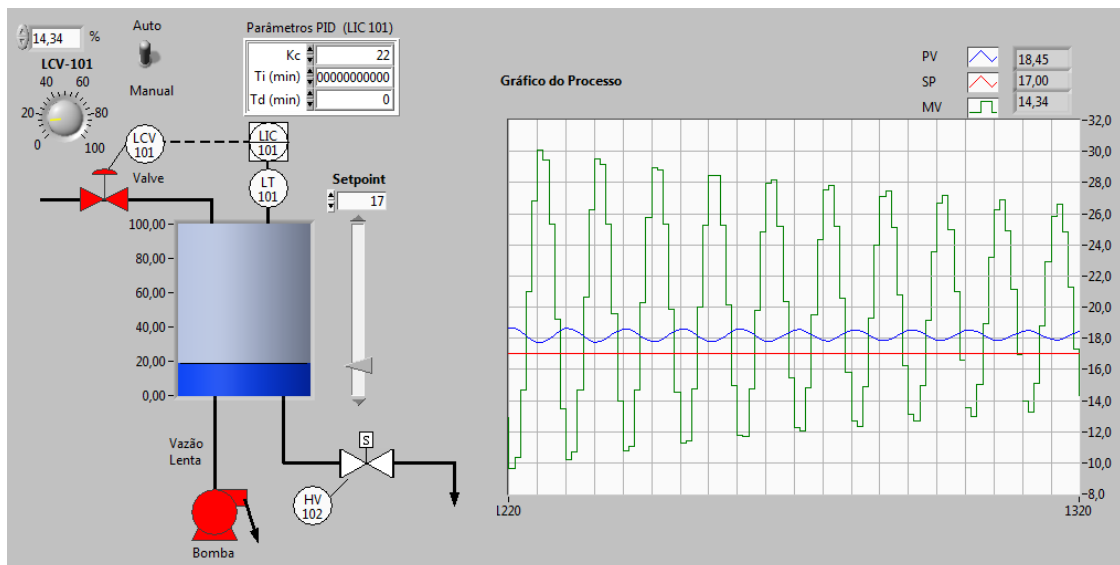 14,34 %
Auto
Manual
LCV-101
0 20 40 60 80 100
Parâmetros PID (LIC 101)
Kc 22
Ti (min) 00000000000
Td (min) 0
LCV
101
LIC
101
LT
101
Valve
Setpoint
17
100,00
80,00
60,00
40,00
20,00
0,00
Vazão
Lenta
Bomba
S
HV
102
Gráfico do Processo
PV 18,45
SP 17,00
MV 14,34
32,0
30,0
28,0
26,0
24,0
22,0
20,0
18,0
16,0
14,0
12,0
10,0
8,0
1220 1320